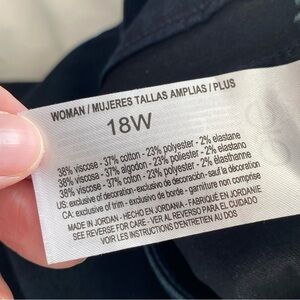 WOMAN / MUJERES TALLAS AMPLIAS / PLUS
18W
38% viscose - 37% cotton - 23% polyester - 2% elastane
38% viscosa - 37% algodón - 23% polyester - 2% elastano
38% viscose - 37% coton - 23% polyester - 2% élasthanne
US: exclusive of decoration - exclusivo de decoración - sauf la décoration
CA: exclusive of trim - exclusivo de borde - garniture non comprise
MADE IN JORDAN - HECHO EN JORDANIA - FABRIQUÉ EN JORDANIE
SEE REVERSE FOR CARE - VER AL REVERSO PARA EL CUIDADO
VOIR LES INSTRUCTIONS D'ENTRETIEN AU DOS